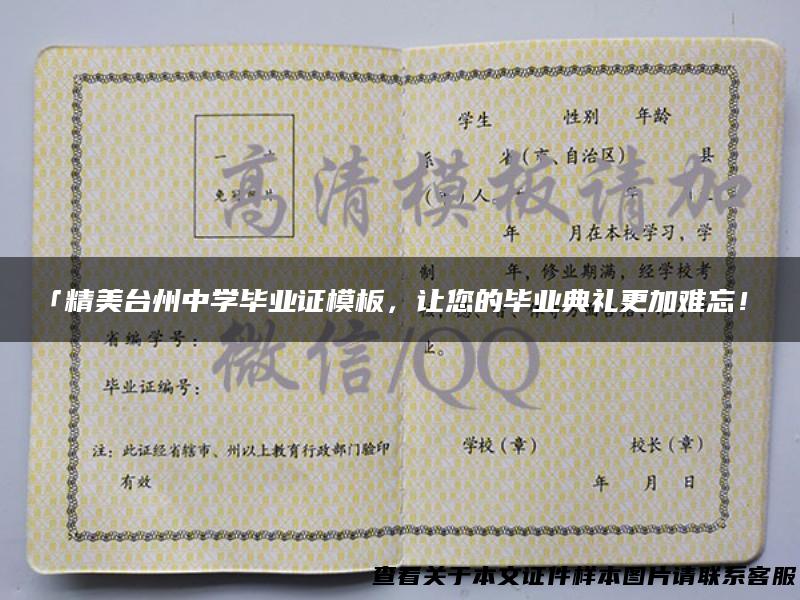 学生 性别 年龄
省(市、自治区) 县
人。
年 月在本校学习,学
制 年,修业期满,经学校考
止。
学校(章) 校长(章)
年 月 日
一
免冠 片
省编学号:
毕业证编号:
注:此证经省辖市、州以上教育行政部门验印
有效
高清模板请加
微信/QQ
「精美台州中学毕业证模板,让您的毕业典礼更加难忘!
查看关于本文证件样本图片请联系客服